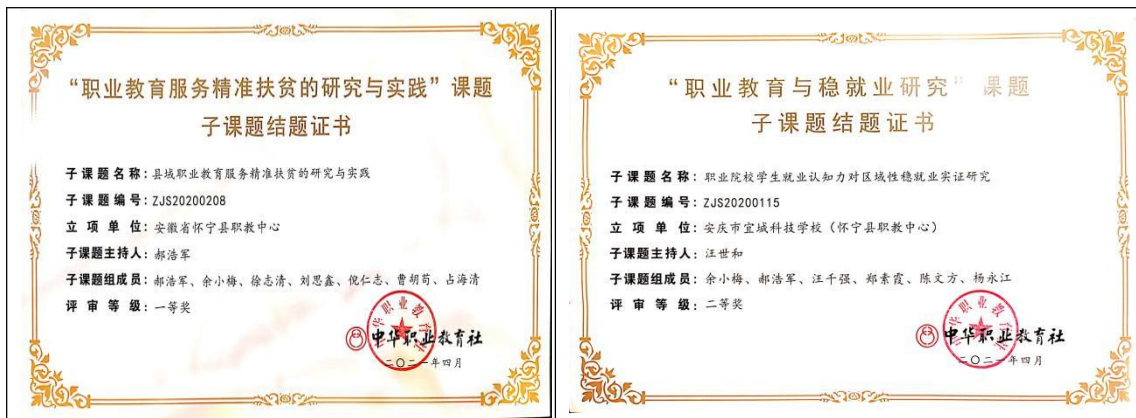 “职业教育服务精准扶贫的研究与实践”课题
子课题结题证书
子课题名称：县域职业教育服务精准扶贫的研究与实践
子课题编号：ZJS20200208
立项单位：安徽省怀宁县职教中心
子课题主持人：郝浩军
子课题组成员：郝浩军、余小梅、徐志清、刘思鑫、倪仁志、曹胡荀、占海清
评审等级：一等奖
中华职业教育社
二〇二一年四月
“职业教育与稳就业研究”课题
子课题结题证书
子课题名称：职业院校学生就业认知力对区域性稳就业实证研究
子课题编号：ZJS20200115
立项单位：安庆市宜城科技学校（怀宁县职教中心）
子课题主持人：汪世和
子课题组成员：余小梅、郝浩军、汪千强、郑素霞、陈文方、杨永江
评审等级：二等奖
中华职业教育社
二〇二一年四月